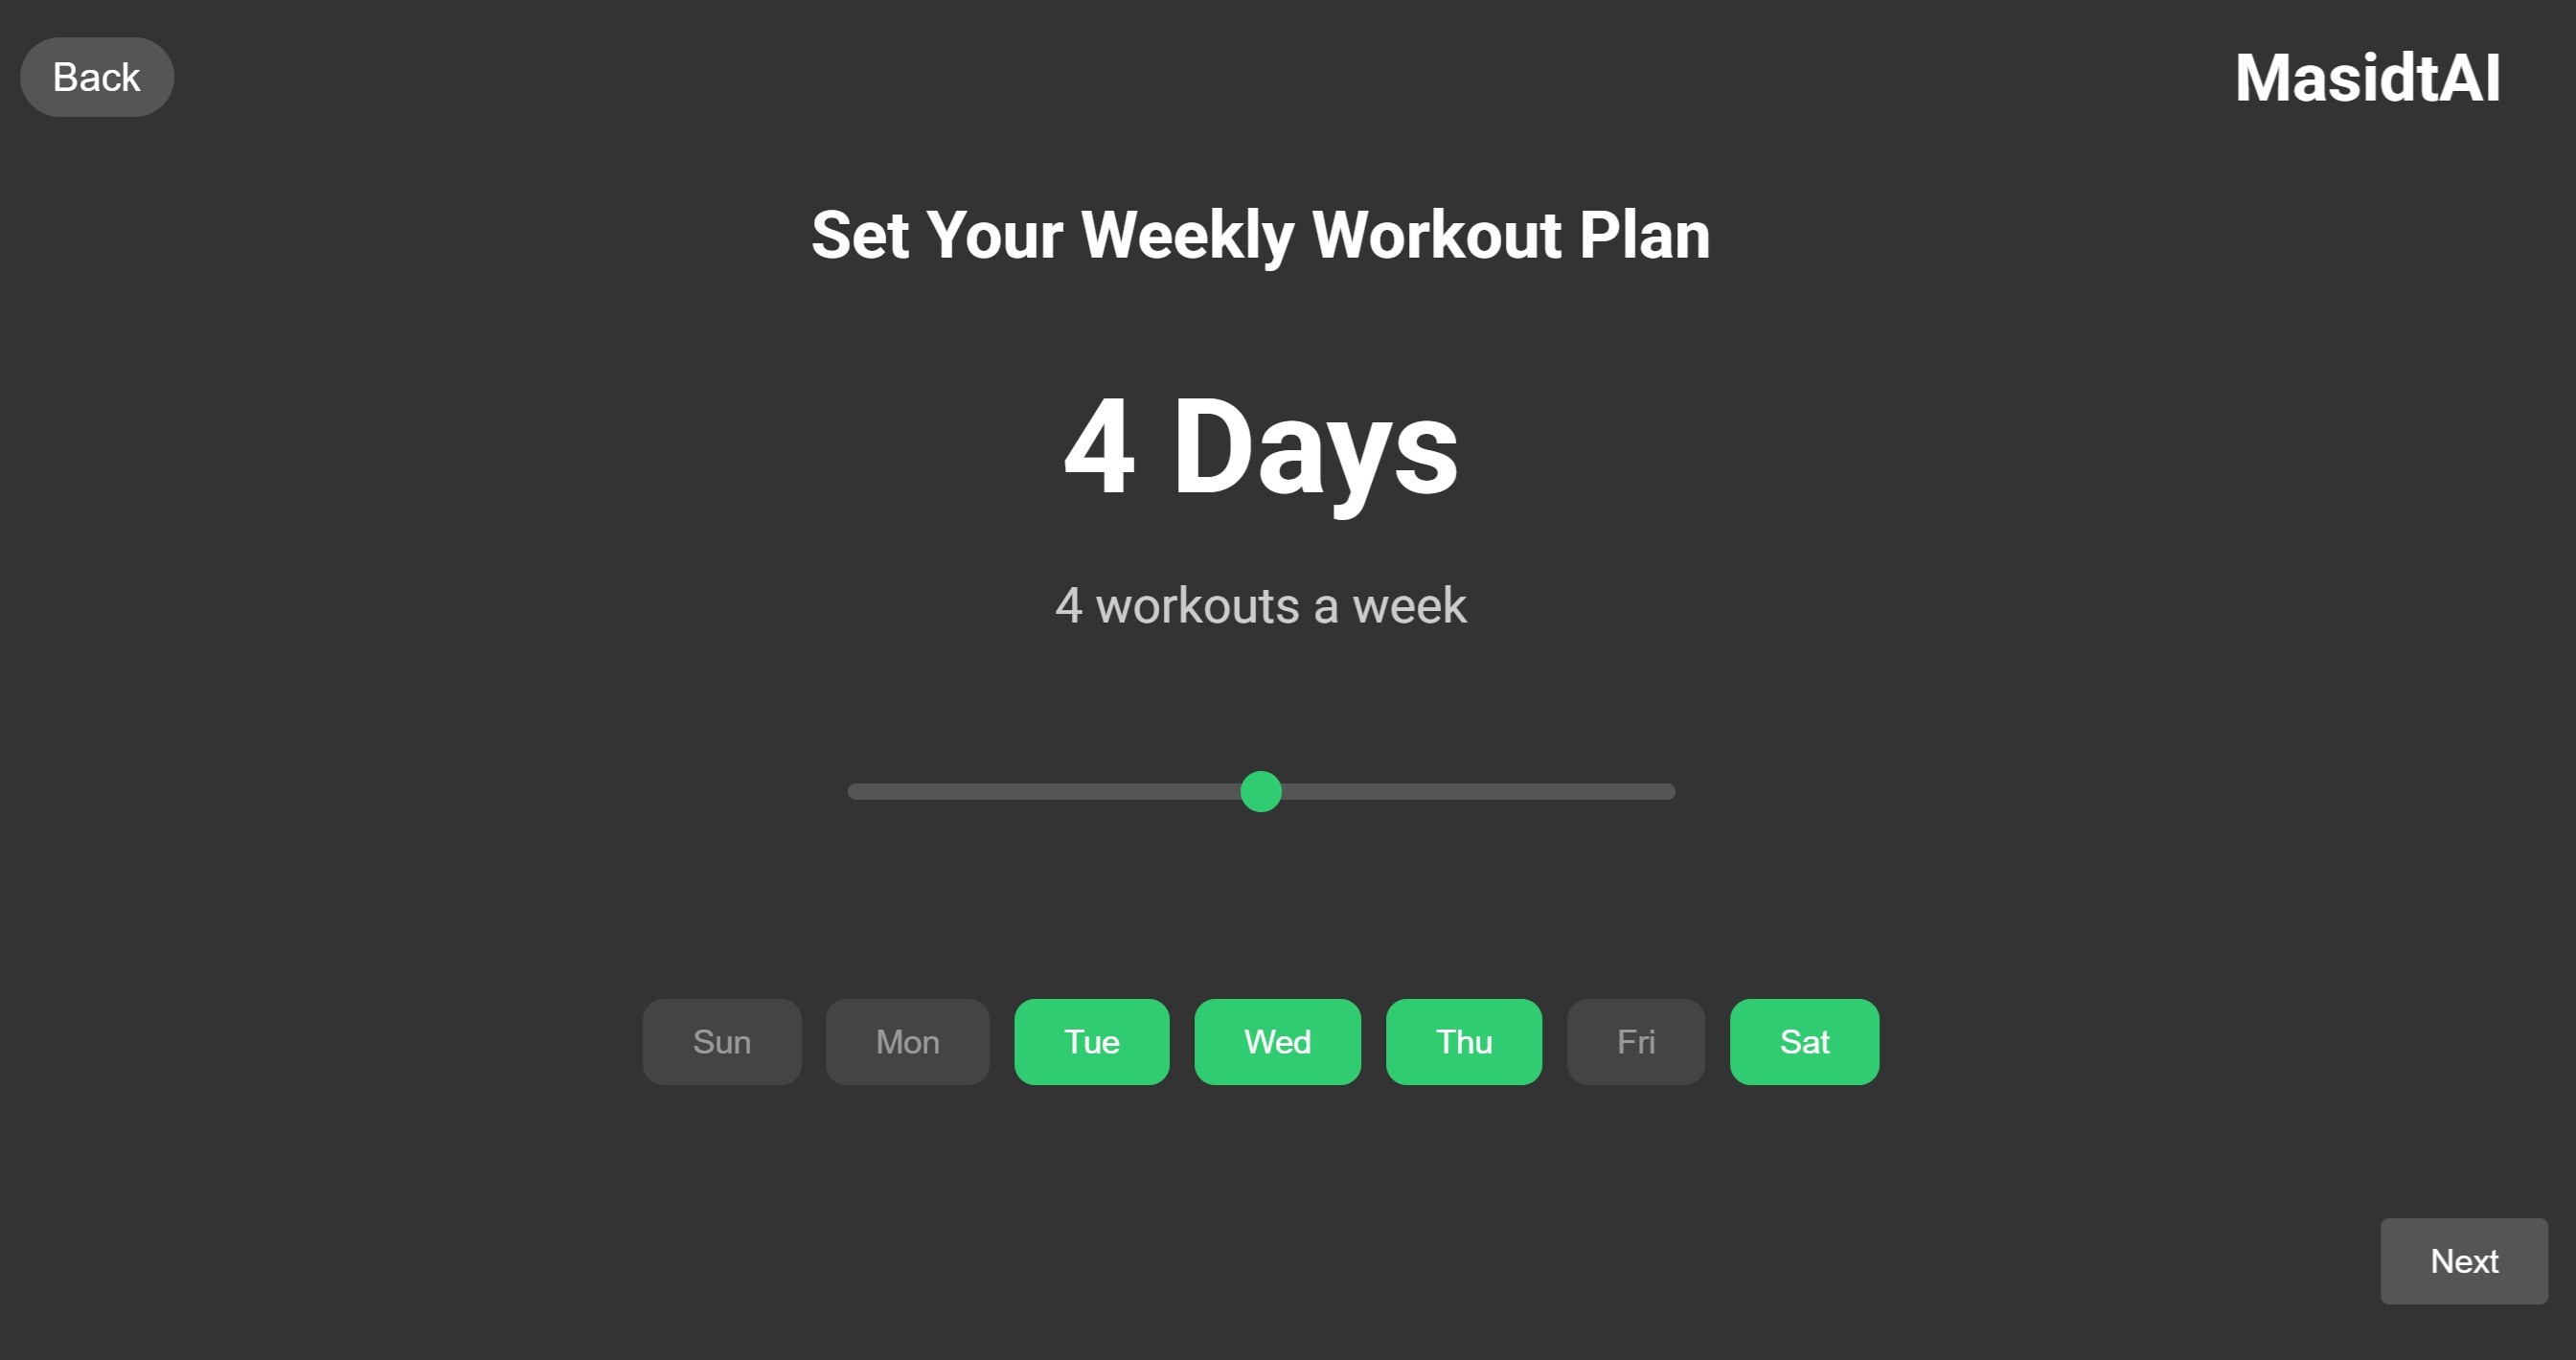 Back
MasidtAI
Set Your Weekly Workout Plan
4 Days
4 workouts a week
Sun Mon Tue Wed Thu Fri Sat
Next